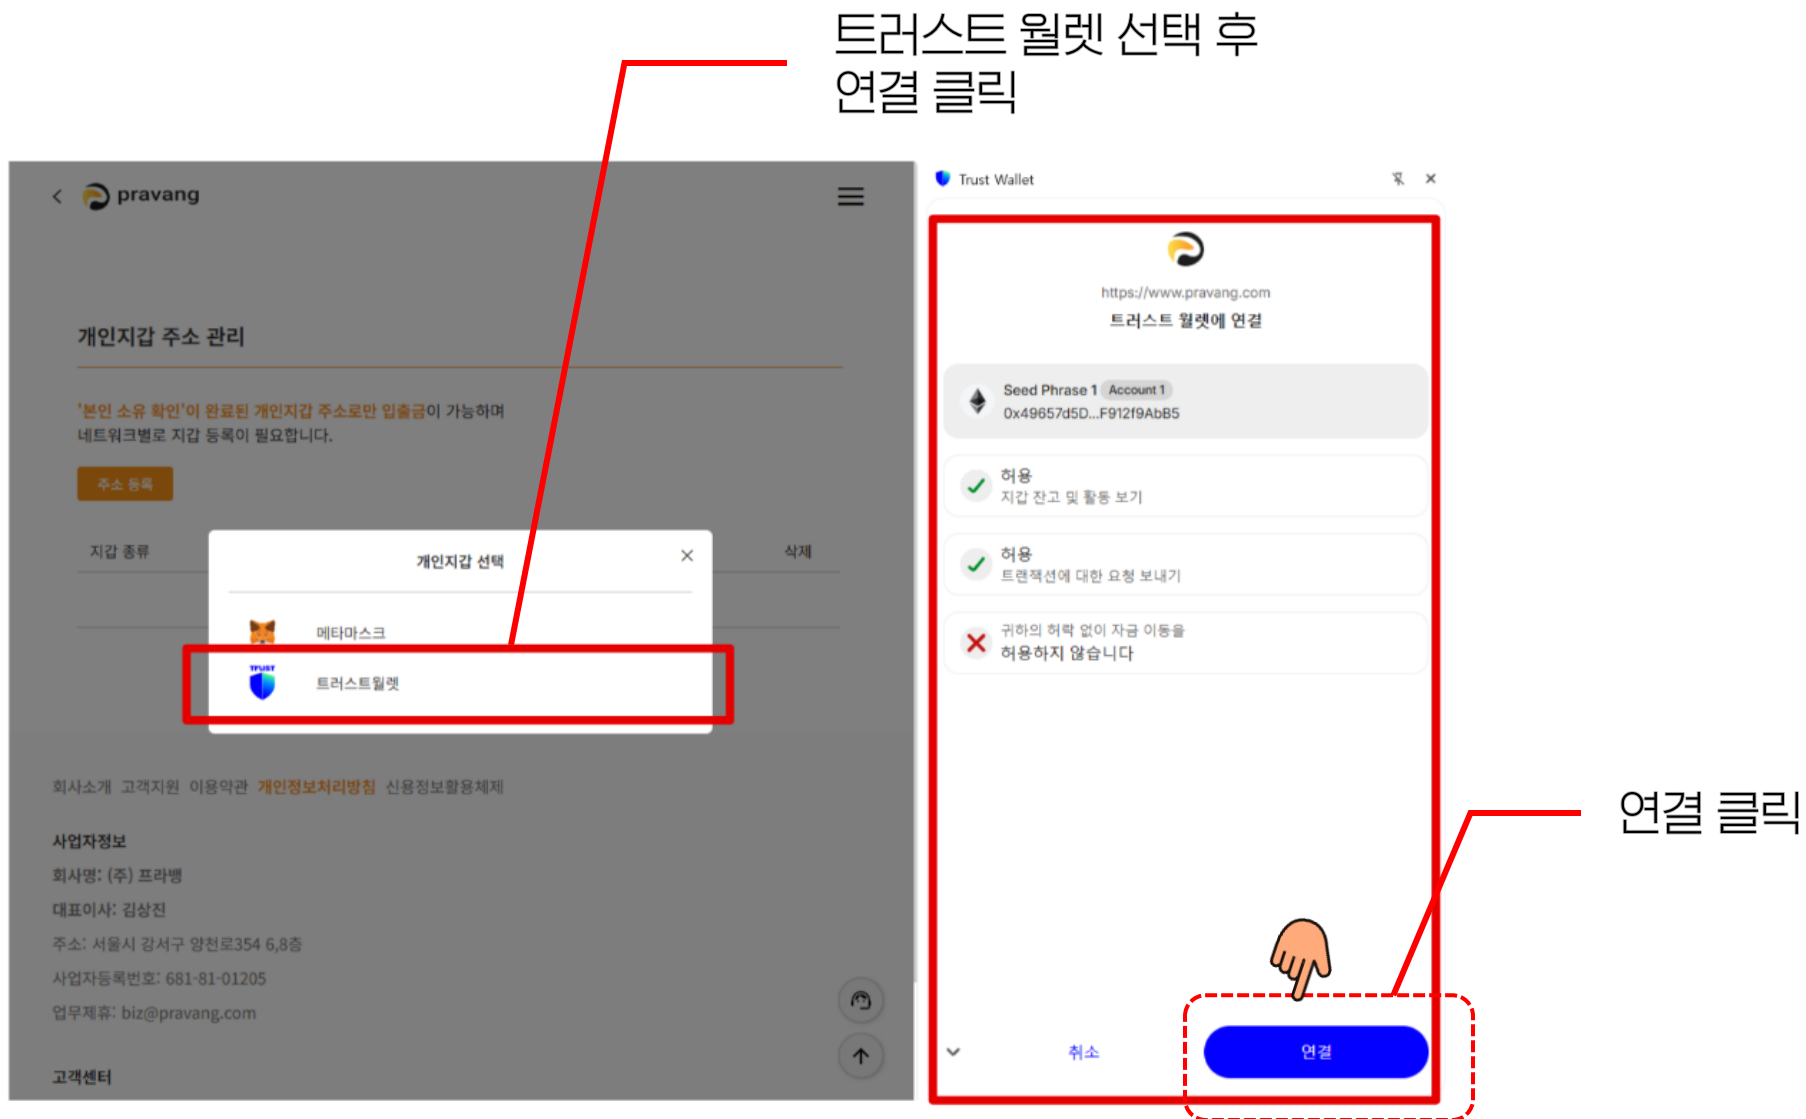 트러스트 월렛 선택 후
연결 클릭
pravang
개인지갑 주소 관리
'본인 소유 확인'이 완료된 개인지갑 주소로만 입출금이 가능하며
네트워크별로 지갑 등록이 필요합니다.
주소 등록
지갑 종류
삭제
개인지갑 선택
메타마스크
TRUST
트러스트월렛
회사소개 고객지원 이용약관 개인정보처리방침 신용정보활용체제
사업자정보
회사명: (주) 프라뱅
대표이사: 김상진
주소: 서울시 강서구 양천로354 6,8층
사업자등록번호: 681-81-01205
업무제휴: biz@pravang.com
고객센터
Trust Wallet
https://www.pravang.com
트러스트 월렛에 연결
Seed Phrase 1 Account 1
0x49657d5D...F912f9AbB5
허용
지갑 잔고 및 활동 보기
허용
트랜잭션에 대한 요청 보내기
귀하의 허락 없이 자금 이동을
허용하지 않습니다
취소
연결
연결 클릭